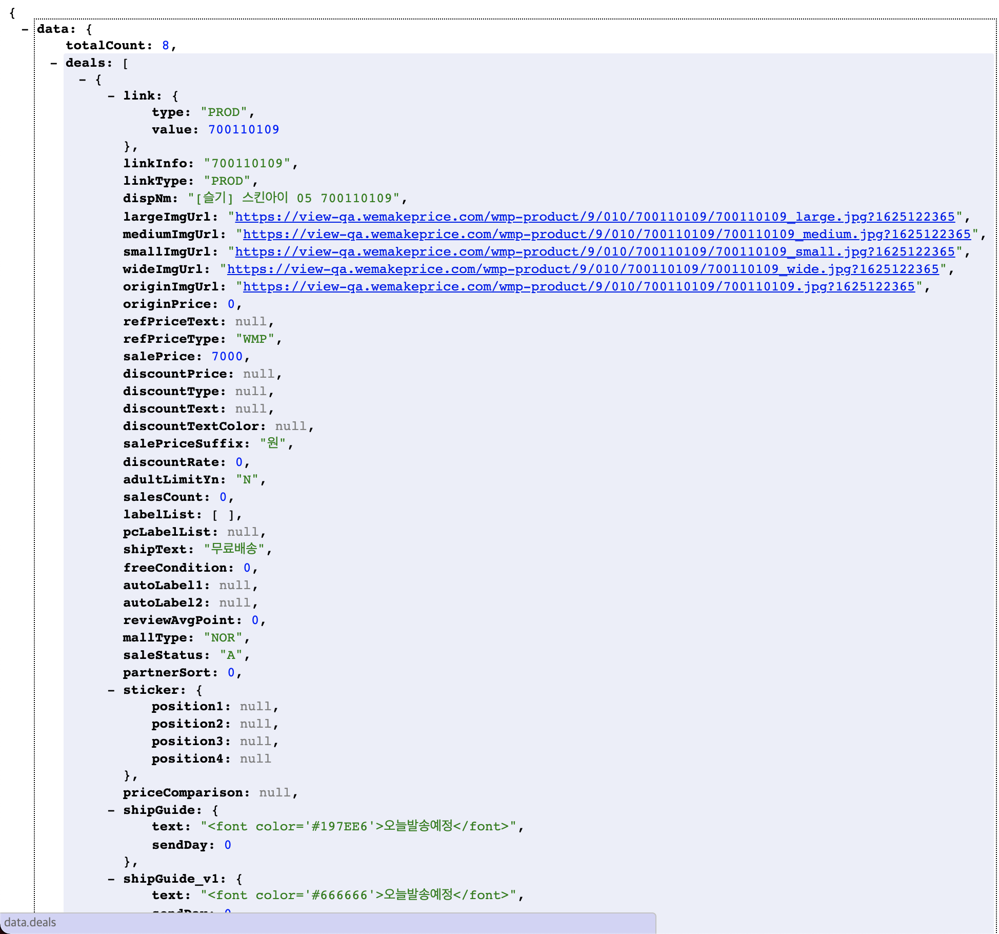 {
- data: {
totalCount: 8,
- deals: [
- {
- link: {
type: "PROD",
value: 700110109
},
linkInfo: "700110109",
linkType: "PROD",
dispNm: "[슬기] 스킨아이 05 700110109",
largeImgUrl: "https://view-qa.wemakeprice.com/wmp-product/9/010/700110109/700110109_large.jpg?1625122365",
mediumImgUrl: "https://view-qa.wemakeprice.com/wmp-product/9/010/700110109/700110109_medium.jpg?1625122365",
smallImgUrl: "https://view-qa.wemakeprice.com/wmp-product/9/010/700110109/700110109_small.jpg?1625122365",
wideImgUrl: "https://view-qa.wemakeprice.com/wmp-product/9/010/700110109/700110109_wide.jpg?1625122365",
originImgUrl: "https://view-qa.wemakeprice.com/wmp-product/9/010/700110109/700110109.jpg?1625122365",
originPrice: 0,
refPriceText: null,
refPriceType: "WMP",
salePrice: 7000,
discountPrice: null,
discountType: null,
discountText: null,
discountTextColor: null,
salePriceSuffix: "원",
discountRate: 0,
adultLimitYn: "N",
salesCount: 0,
labelList: [ ],
pcLabelList: null,
shipText: "무료배송",
freeCondition: 0,
autoLabel1: null,
autoLabel2: null,
reviewAvgPoint: 0,
mallType: "NOR",
saleStatus: "A",
partnerSort: 0,
- sticker: {
position1: null,
position2: null,
position3: null,
position4: null
},
priceComparison: null,
- shipGuide: {
text: "<font color='#197EE6'>오늘발송예정</font>",
sendDay: 0
},
- shipGuide_v1: {
text: "<font color='#666666'>오늘발송예정</font>",
data.deals